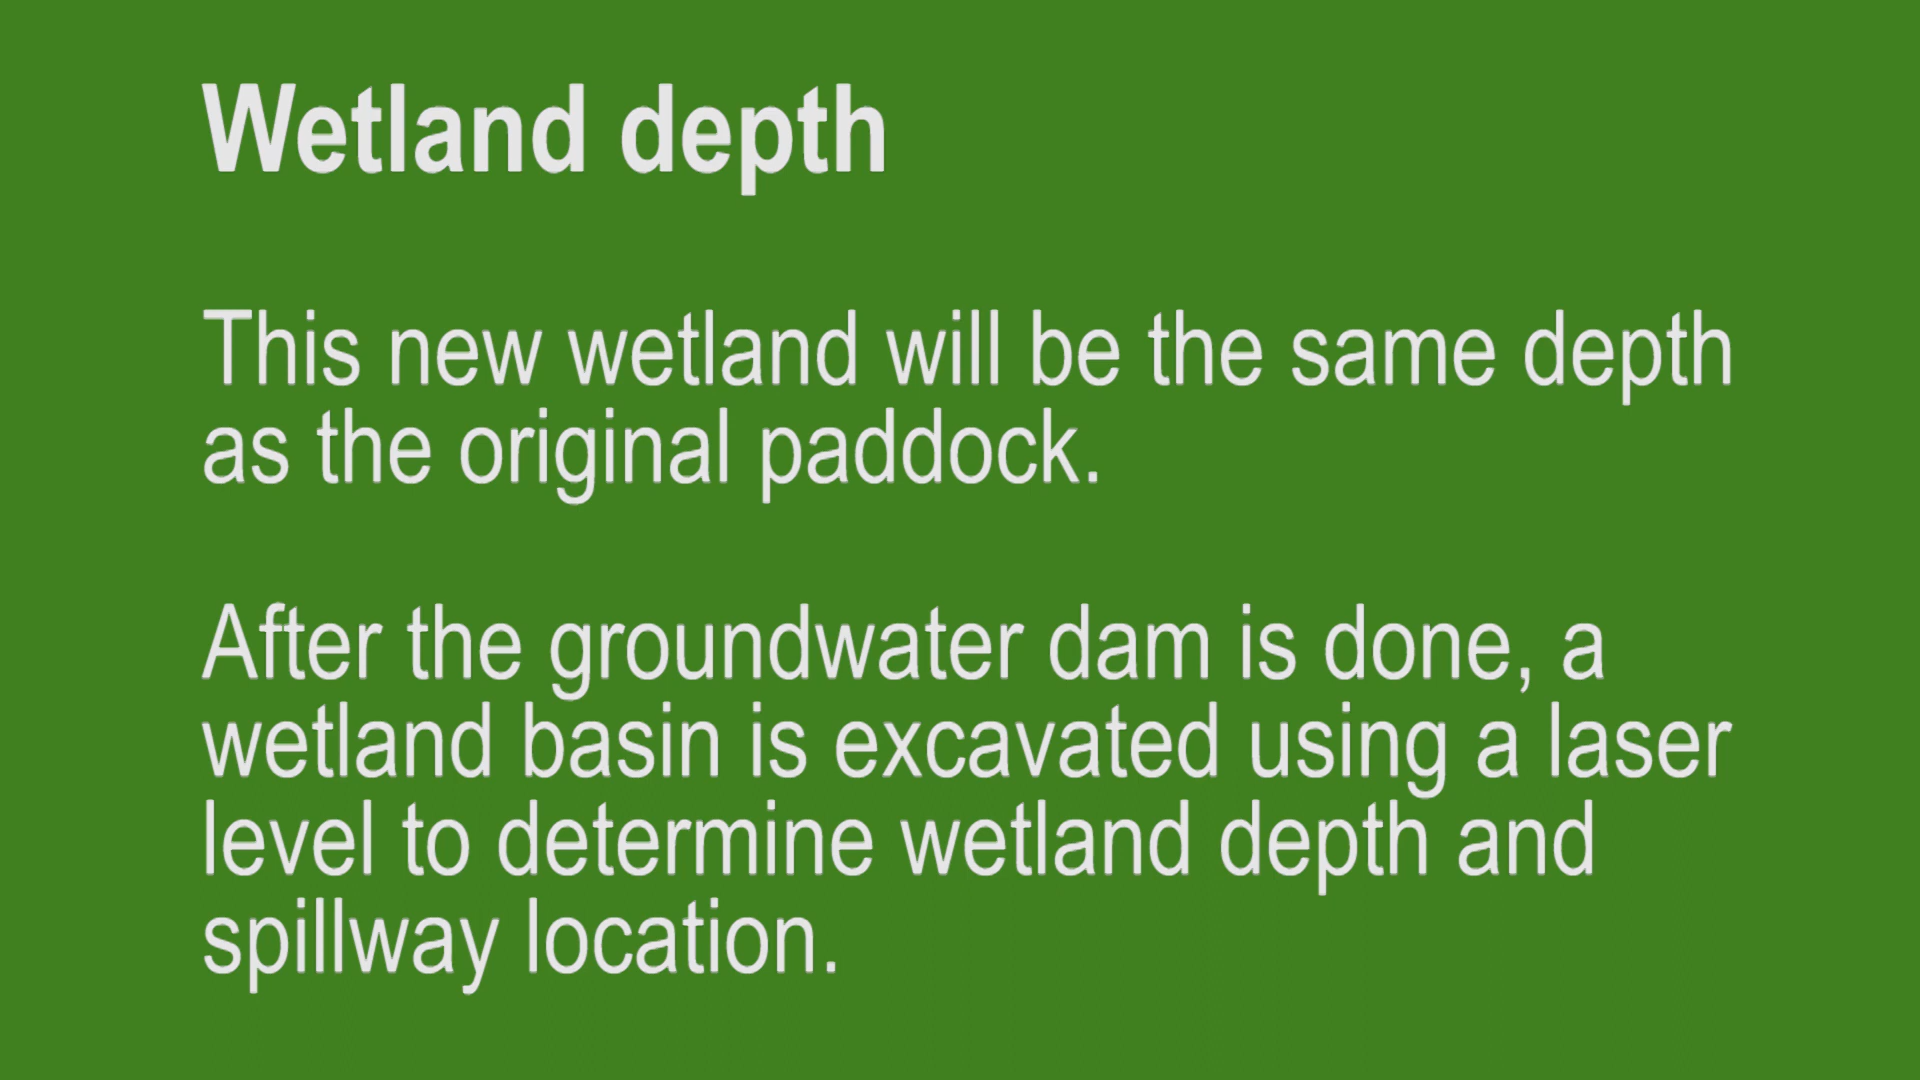 Wetland depth
This new wetland will be the same depth
as the original paddock.
After the groundwater dam is done, a
wetland basin is excavated using a laser
level to determine wetland depth and
spillway location.